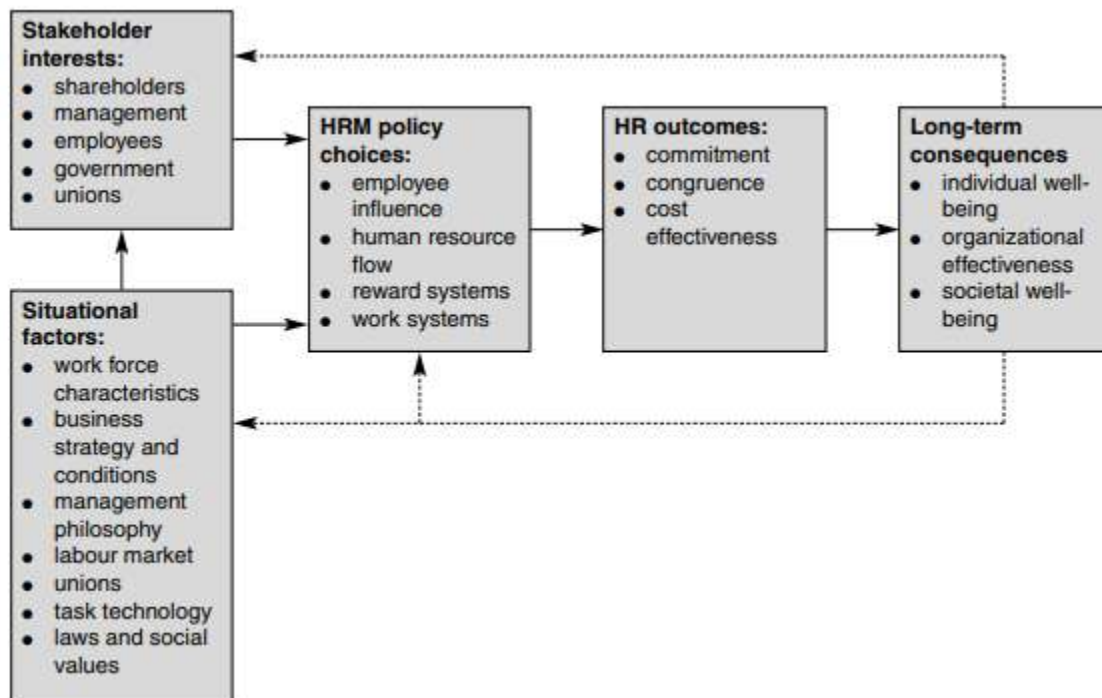 Stakeholder
interests:
● shareholders
● management
● employees
● government
● unions
Situational
factors:
● work force
characteristics
● business
strategy and
conditions
● management
philosophy
● labour market
● unions
● task technology
● laws and social
values
HRM policy
choices:
● employee
influence
● human resource
flow
● reward systems
● work systems
HR outcomes:
● commitment
● congruence
● cost
effectiveness
Long-term
consequences
● individual well-
being
● organizational
effectiveness
● societal well-
being